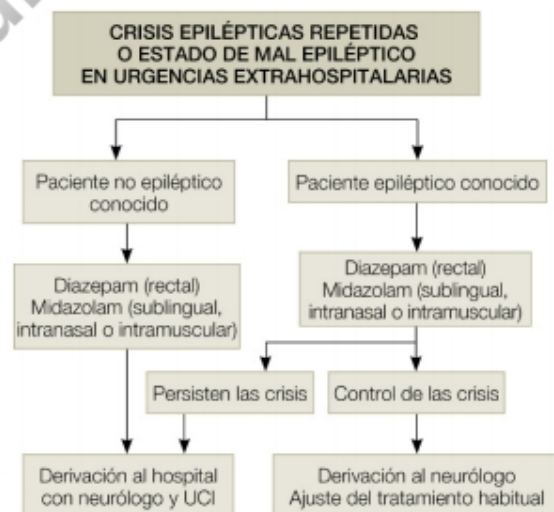 CRISIS EPILÉPTICAS REPETIDAS
O ESTADO DE MAL EPILÉPTICO
EN URGENCIAS EXTRAHOSPITALARIAS
Paciente no epiléptico
conocido
Paciente epiléptico conocido
Diazepam (rectal)
Midazolam (sublingual,
intranasal o intramuscular)
Diazepam (rectal)
Midazolam (sublingual,
intranasal o intramuscular)
Persisten las crisis
Control de las crisis
Derivación al hospital
con neurólogo y UCI
Derivación al neurólogo
Ajuste del tratamiento habitual